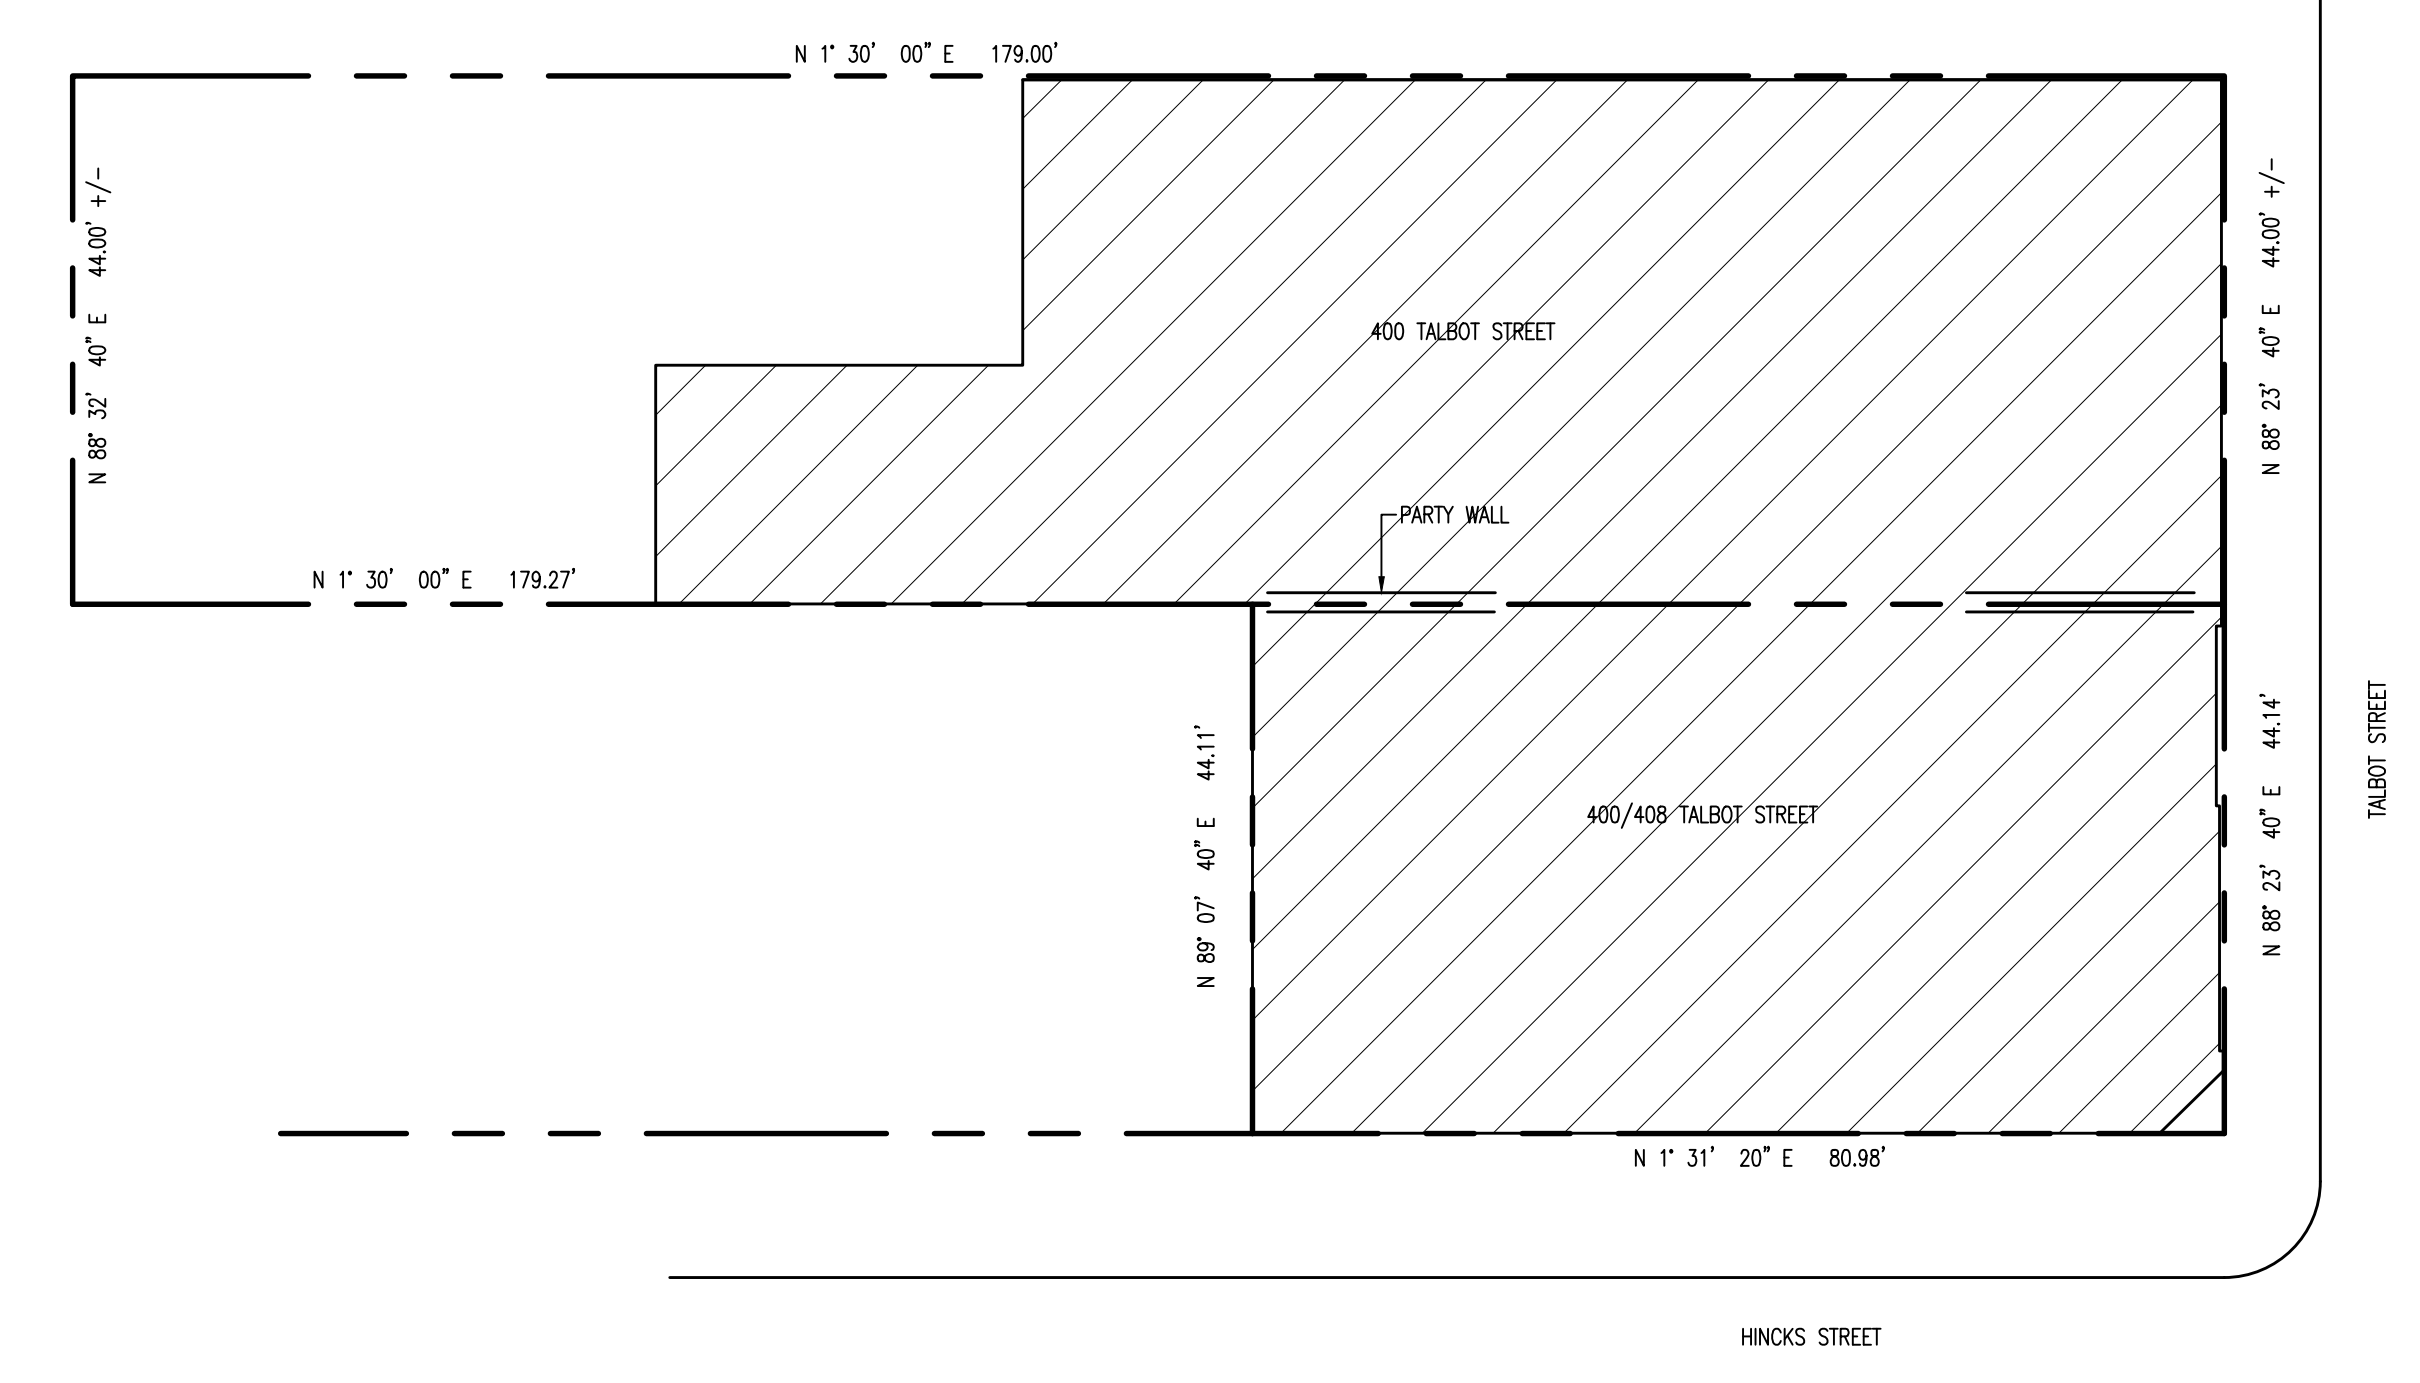 N 1° 30' 00" E 179.00'
N 88° 32' 40" E 44.00' +/-
N 88° 23' 40" E 44.00' +/-
400 TALBOT STREET
PARTY WALL
N 1° 30' 00" E 179.27'
N 89° 07' 40" E 44.11'
400/408 TALBOT STREET
N 88° 23' 40" E 44.14'
TALBOT STREET
N 1° 31' 20" E 80.98'
HINCKS STREET